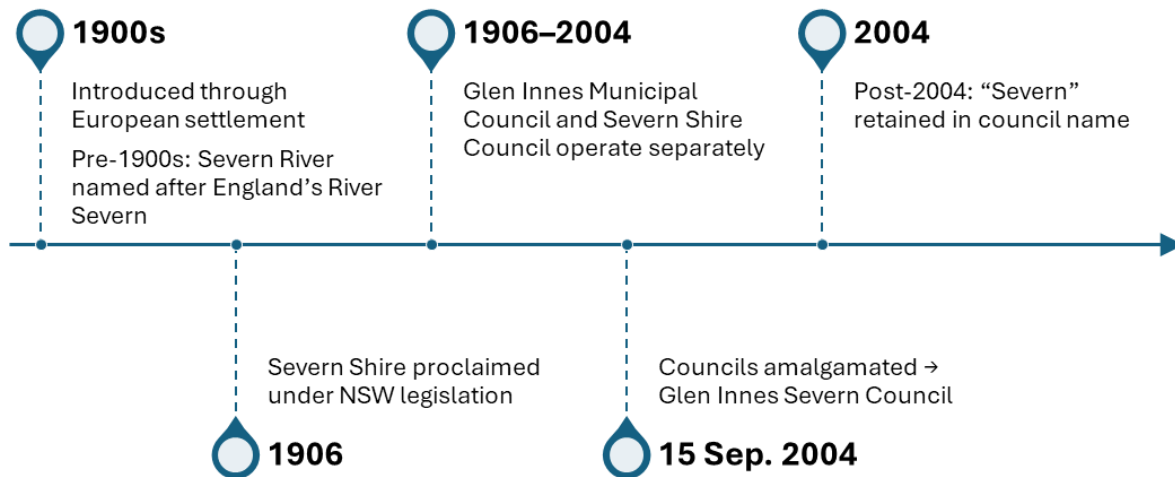 1900s
Introduced through
European settlement
Pre-1900s: Severn River
named after England’s River
Severn
1906
Severn Shire proclaimed
under NSW legislation
1906–2004
Glen Innes Municipal
Council and Severn Shire
Council operate separately
15 Sep. 2004
Councils amalgamated →
Glen Innes Severn Council
2004
Post-2004: “Severn”
retained in council name